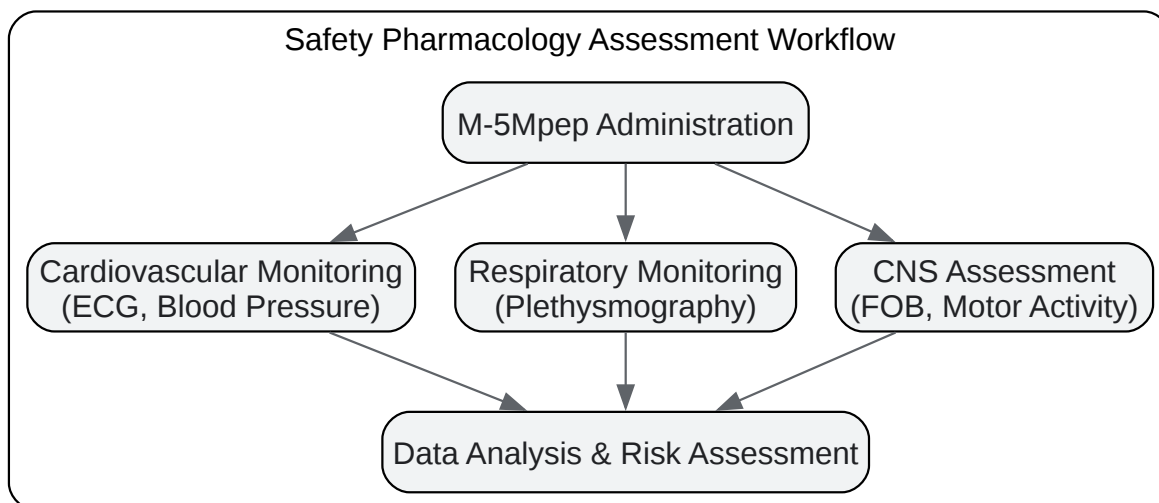 Safety Pharmacology Assessment Workflow
M-5Mpep Administration
Cardiovascular Monitoring
(ECG, Blood Pressure)
Respiratory Monitoring
(Plethysmography)
CNS Assessment
(FOB, Motor Activity)
Data Analysis & Risk Assessment